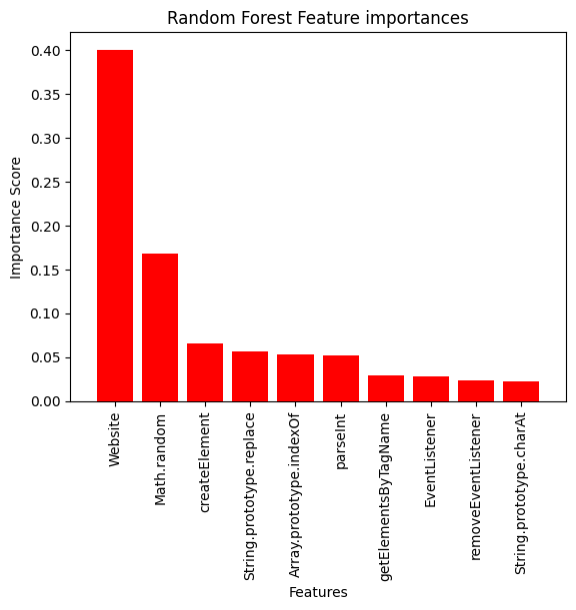 Random Forest Feature importances
Importance Score
0.40
0.35
0.30
0.25
0.20
0.15
0.10
0.05
0.00
Website
Math.random
createElement
String.prototype.replace
Array.prototype.indexOf
parseInt
getElementsByTagName
EventListener
removeEventListener
String.prototype.charAt
Features